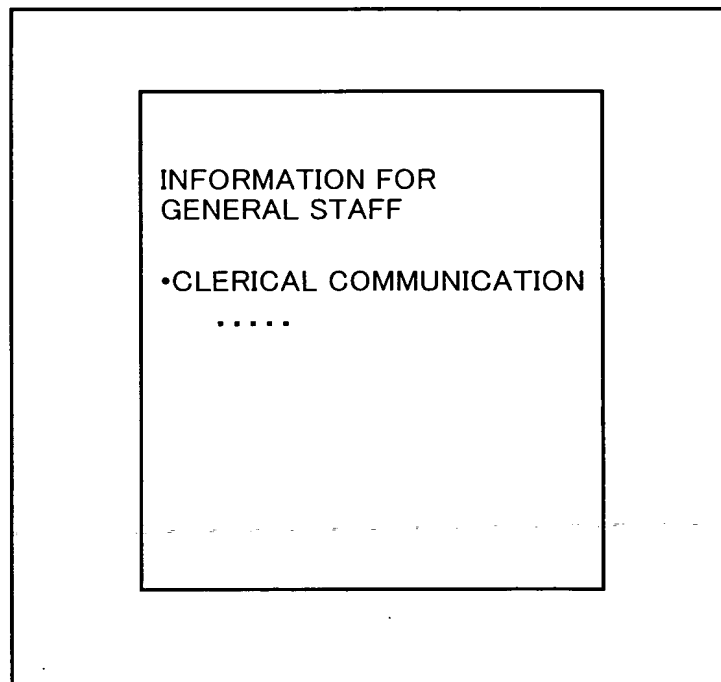 INFORMATION FOR
GENERAL STAFF
•CLERICAL COMMUNICATION
.....